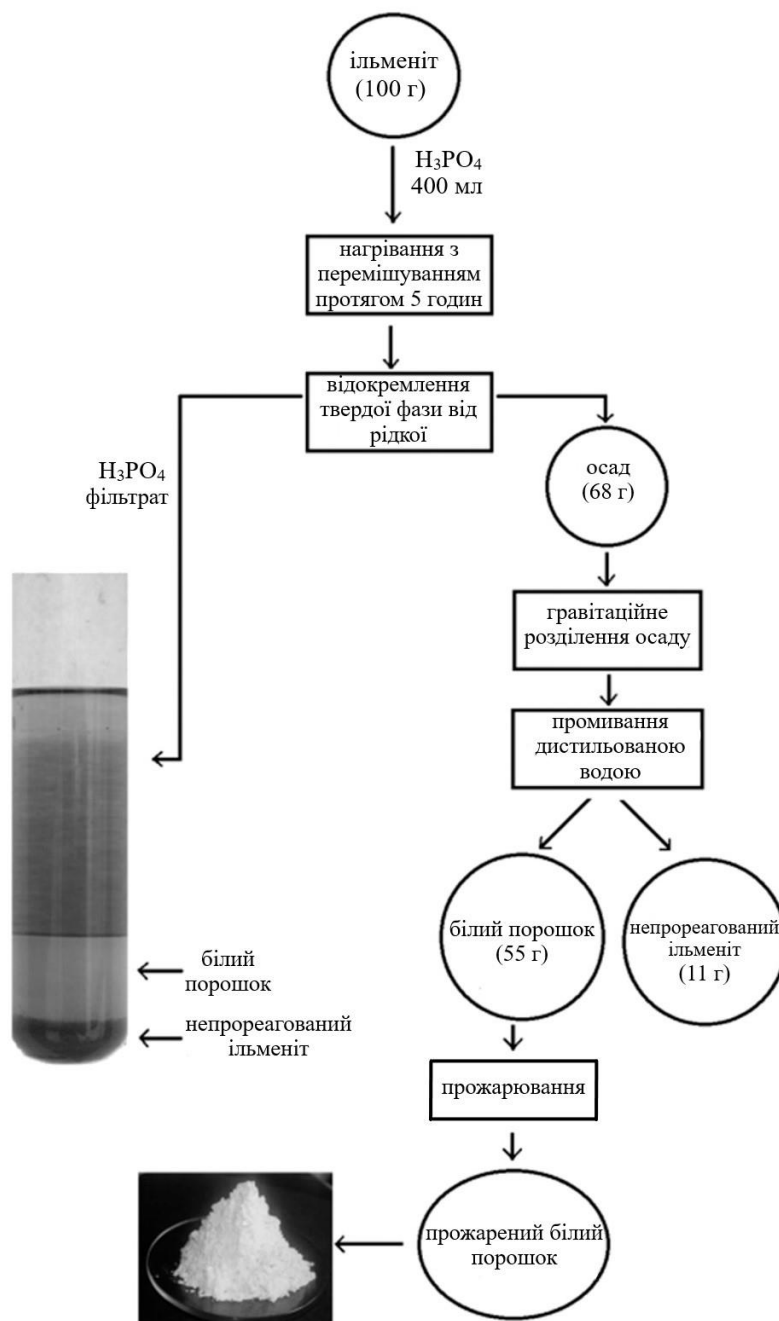 ільменіт
(100 г)
H₃PO₄
400 мл
нагрівання з
перемішуванням
протягом 5 годин
відокремлення
твердої фази від
рідкої
H₃PO₄
фільтрат
осад
(68 г)
гравітаційне
розділення осаду
промивання
дистильованою
водою
білий порошок
(55 г)
непрореагований
ільменіт
(11 г)
білий
порошок
непрореагований
ільменіт
прожарювання
прожарений білий
порошок